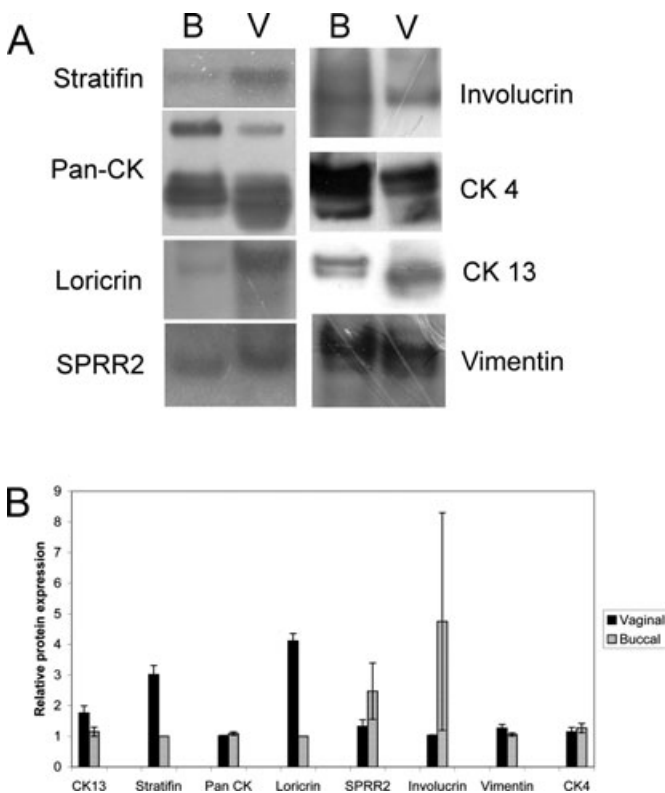 A
B V B V
Stratifin
Involucrin
Pan-CK
CK 4
Loricrin
CK 13
SPRR2
Vimentin
B
Relative protein expression
9
8
7
6
5
4
3
2
1
0
CK13 Stratifin Pan CK Loricrin SPRR2 Involucrin Vimentin CK4
Vaginal
Buccal